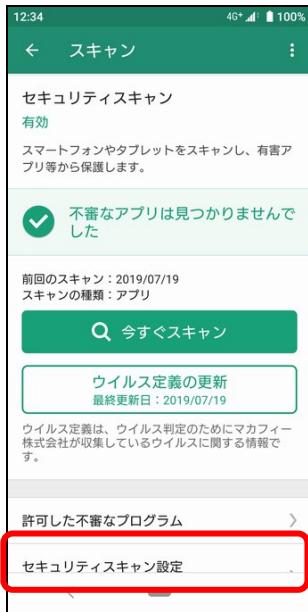 12:34 4G+ 100%
スキャン
セキュリティスキャン
有効
スマートフォンやタブレットをスキャンし、有害ア
プリ等から保護します。
不審なアプリは見つかりませんで
した
前回のスキャン：2019/07/19
スキャンの種類：アプリ
今すぐスキャン
ウイルス定義の更新
最終更新日：2019/07/19
ウイルス定義は、ウイルス判定のためにマカフィー
株式会社が収集しているウイルスに関する情報で
す。
許可した不審なプログラム
セキュリティスキャン設定